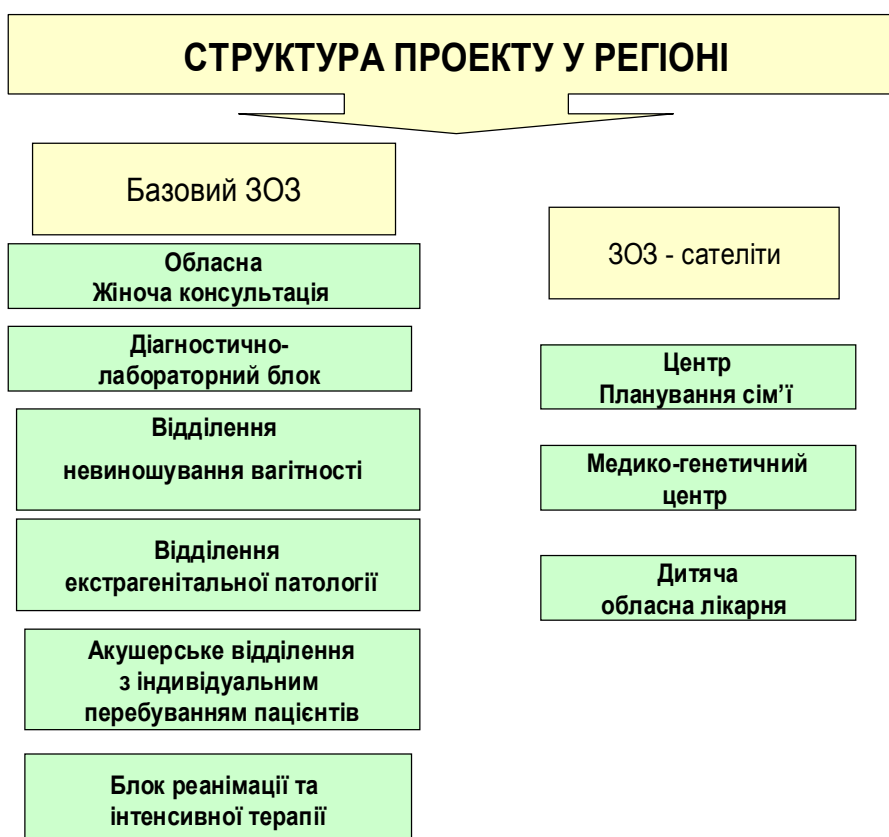 СТРУКТУРА ПРОЕКТУ У РЕГІОНІ
Базовий ЗОЗ
Обласна
Жіноча консультація
Діагностично-
лабораторний блок
Відділення
невиношування вагітності
Відділення
екстрагенітальної патології
Акушерське відділення
з індивідуальним
перебуванням пацієнтів
Блок реанімації та
інтенсивної терапії
ЗОЗ - сателіти
Центр
Планування сім’ї
Медико-генетичний
центр
Дитяча
обласна лікарня